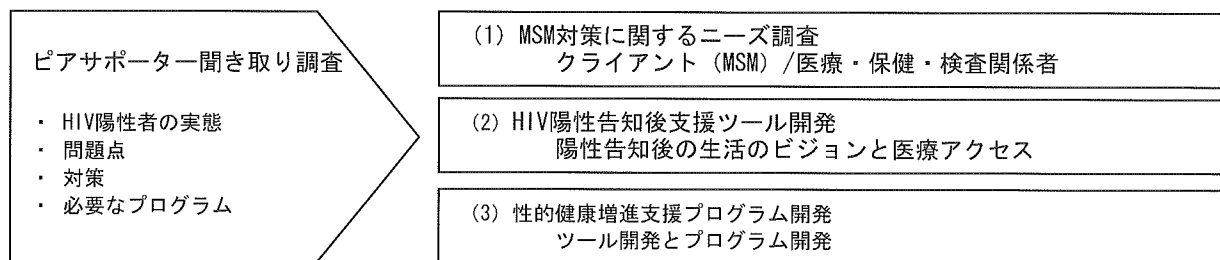 ピアサポーター聞き取り調査
・ HIV陽性者の実態
・ 問題点
・ 対策
・ 必要なプログラム
(1) MSM対策に関するニーズ調査
クライアント (MSM) /医療・保健・検査関係者
(2) HIV陽性告知後支援ツール開発
陽性告知後の生活のビジョンと医療アクセス
(3) 性的健康増進支援プログラム開発
ツール開発とプログラム開発